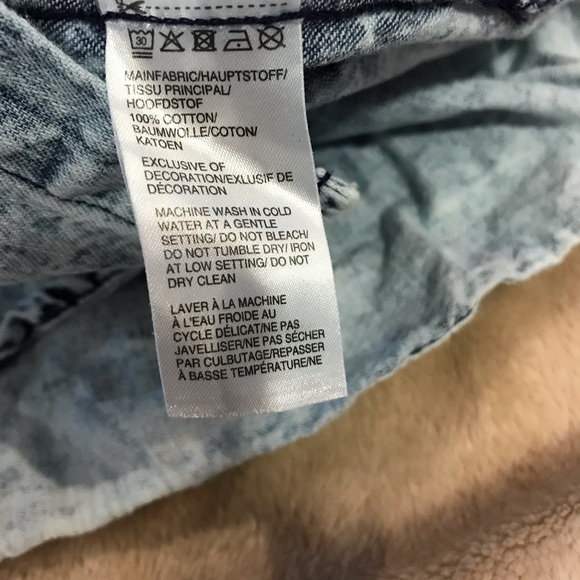 30
MAINFABRIC/HAUPTSTOFF/
TISSU PRINCIPAL/
HOOFDSTOF
100% COTTON/
BAUMWOLLE/COTON/
KATOEN
EXCLUSIVE OF
DECORATION/EXLUSIF DE
DÉCORATION
MACHINE WASH IN COLD
WATER AT A GENTLE
SETTING/ DO NOT BLEACH/
DO NOT TUMBLE DRY/ IRON
AT LOW SETTING/ DO NOT
DRY CLEAN
LAVER À LA MACHINE
À L'EAU FROIDE AU
CYCLE DÉLICAT/NE PAS
JAVELLISER/NE PAS SÉCHER
PAR CULBUTAGE/REPASSER
À BASSE TEMPÉRATURE/NE